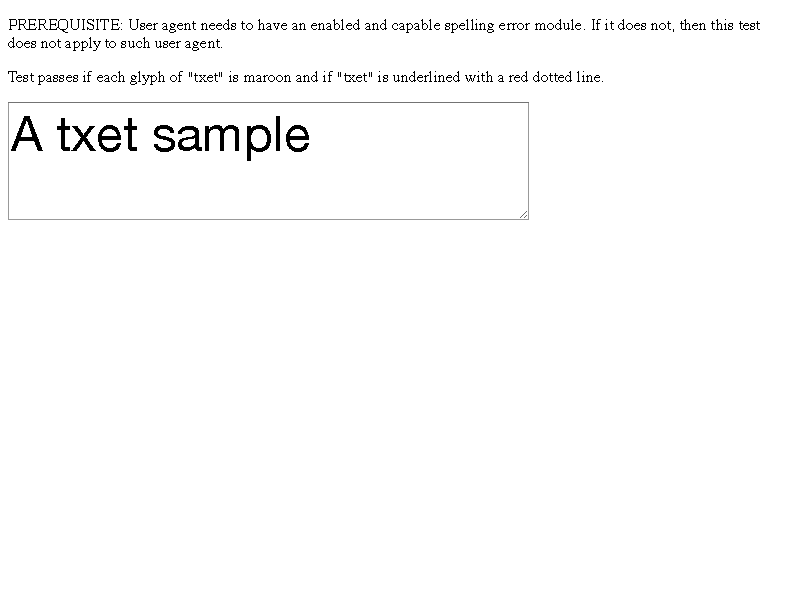 PREREQUISITE: User agent needs to have an enabled and capable spelling error module. If it does not, then this test
does not apply to such user agent.
Test passes if each glyph of "txet" is maroon and if "txet" is underlined with a red dotted line.
A txet sample